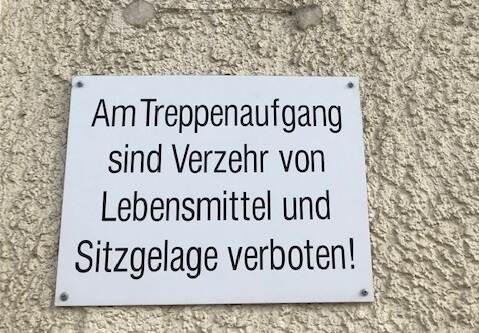 Am Treppenaufgang
sind Verzehr von
Lebensmittel und
Sitzgelage verboten!